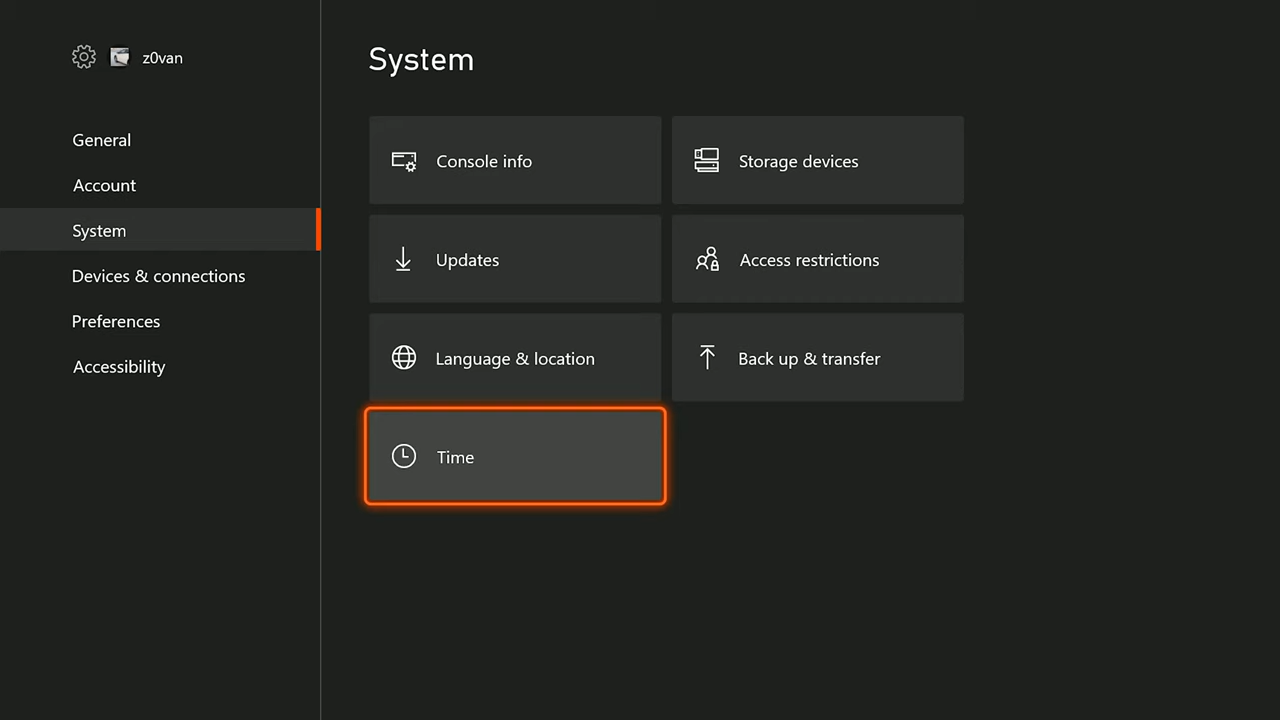 z0van
General
Account
System
Devices & connections
Preferences
Accessibility
System
Console info
Storage devices
Updates
Access restrictions
Language & location
Back up & transfer
Time